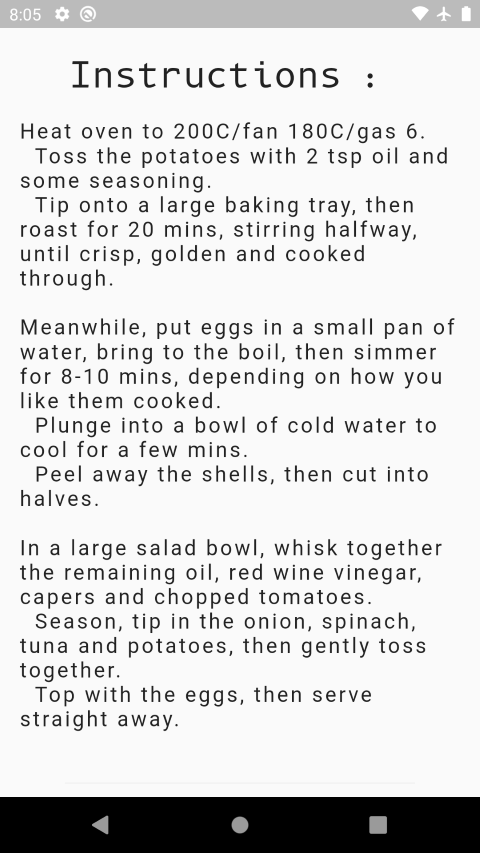 8:05
Instructions :
Heat oven to 200C/fan 180C/gas 6.
Toss the potatoes with 2 tsp oil and
some seasoning.
Tip onto a large baking tray, then
roast for 20 mins, stirring halfway,
until crisp, golden and cooked
through.
Meanwhile, put eggs in a small pan of
water, bring to the boil, then simmer
for 8-10 mins, depending on how you
like them cooked.
Plunge into a bowl of cold water to
cool for a few mins.
Peel away the shells, then cut into
halves.
In a large salad bowl, whisk together
the remaining oil, red wine vinegar,
capers and chopped tomatoes.
Season, tip in the onion, spinach,
tuna and potatoes, then gently toss
together.
Top with the eggs, then serve
straight away.